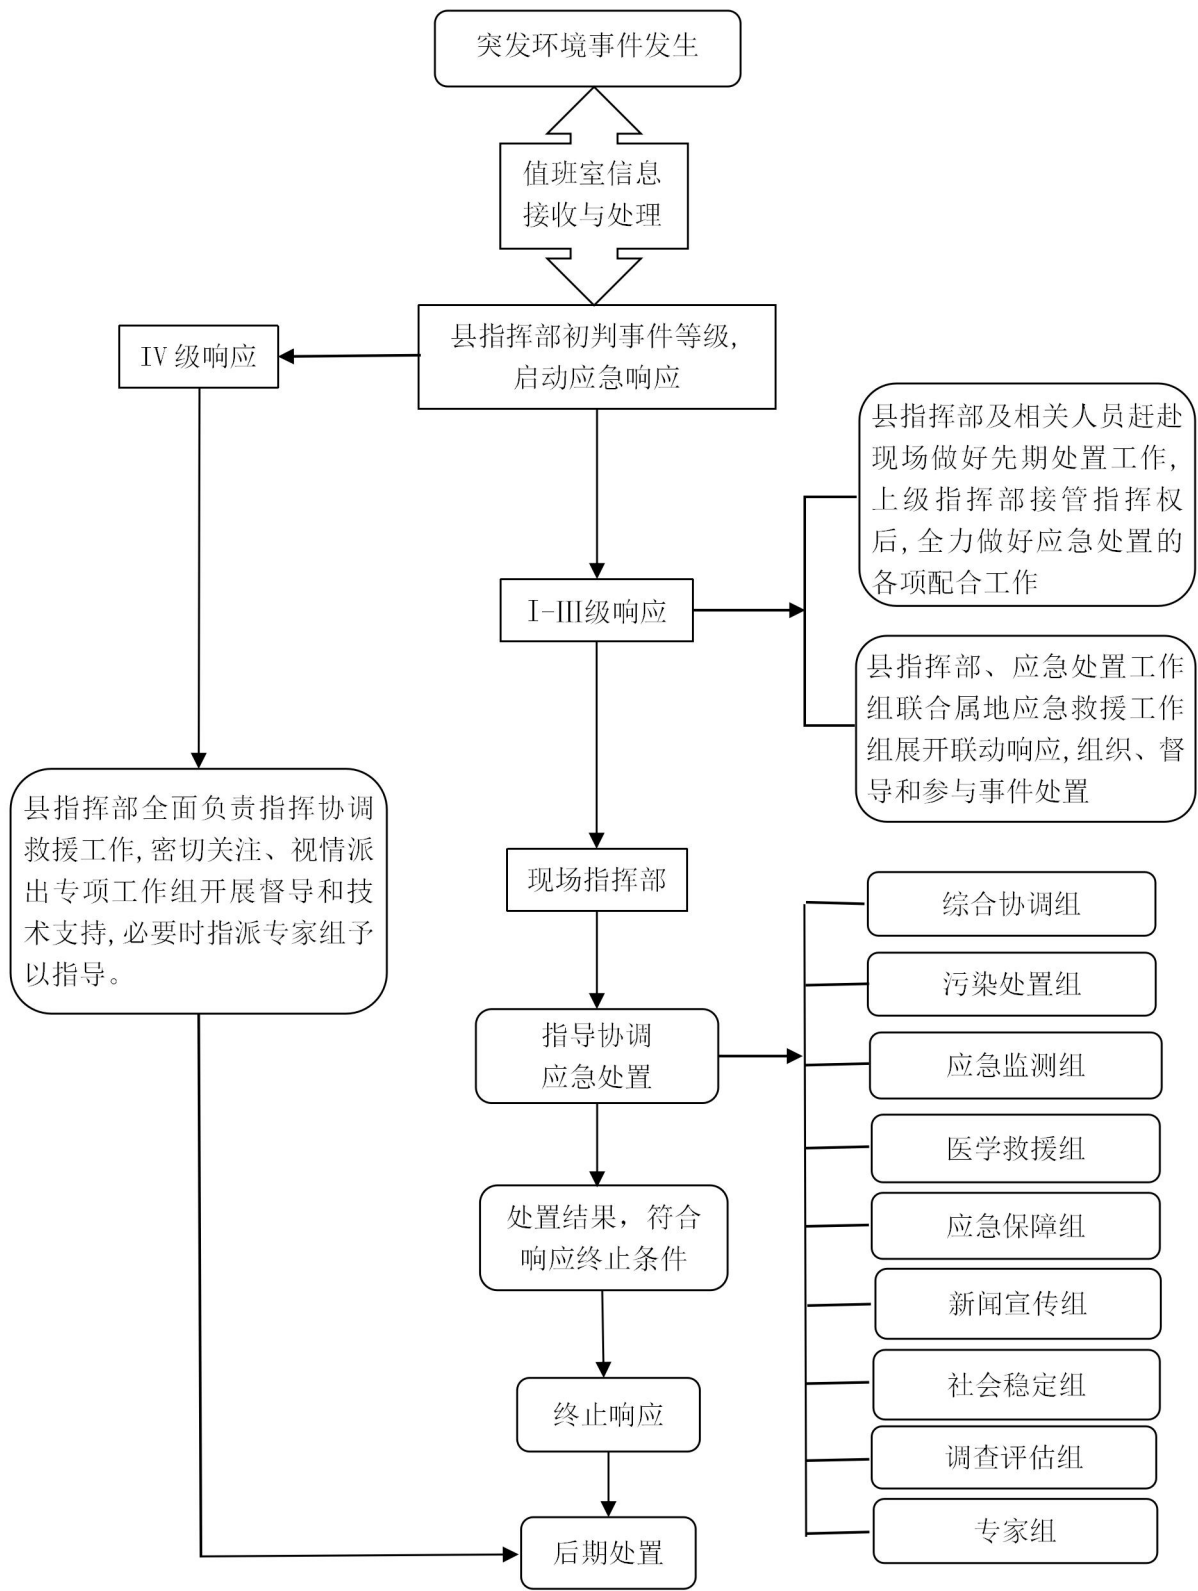 突发环境事件发生
值班室信息
接收与处理
县指挥部初判事件等级,
启动应急响应
IV 级响应
县指挥部及相关人员赶赴
现场做好先期处置工作,
上级指挥部接管指挥权
后,全力做好应急处置的
各项配合工作
I-III级响应
县指挥部、应急处置工作
组联合属地应急救援工作
组展开联动响应,组织、督
导和参与事件处置
县指挥部全面负责指挥协调
救援工作,密切关注、视情派
出专项工作组开展督导和技
术支持,必要时指派专家组予
以指导。
现场指挥部
指导协调
应急处置
综合协调组
污染处置组
应急监测组
医学救援组
应急保障组
新闻宣传组
社会稳定组
调查评估组
专家组
处置结果，符合
响应终止条件
终止响应
后期处置